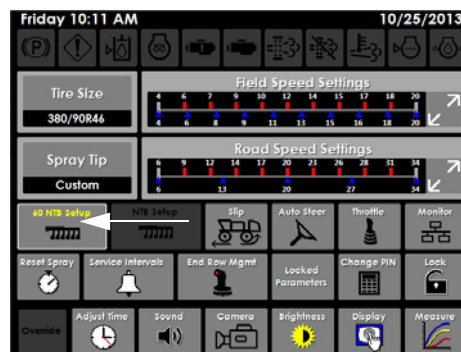 Friday 10:11 AM 10/25/2013
(P)
Tire Size
380/90R46
Field Speed Settings
4 6 7 9 10 12 14 15 17 18 20
4 6 8 9 11 13 15 16 18 20
Spray Tip
Custom
Road Speed Settings
6 9 12 14 17 20 23 26 28 31 34
6 13 20 27 34
60 NTB Setup
NTB Setup
Slip
Auto Steer
Throttle
Monitor
Reset Spray
Service Intervals
End Row Mgmt
Locked
Parameters
Change PIN
Lock
Override
Adjust Time
Sound
Camera
Brightness
Display
Measure